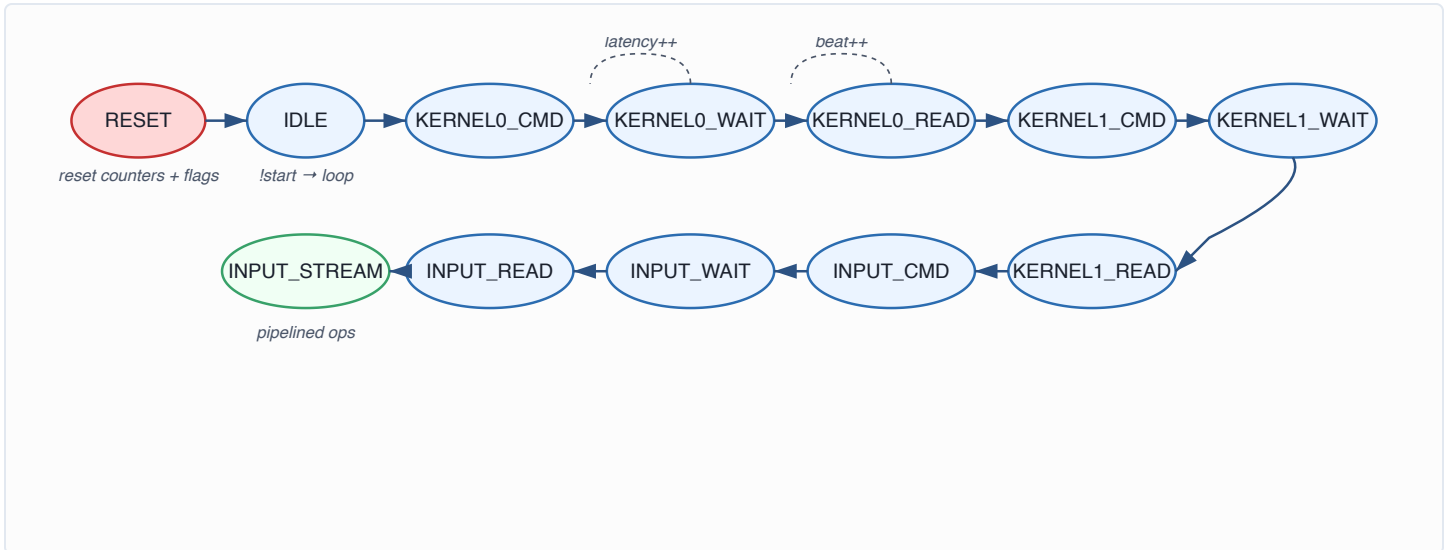 latency++
beat++
RESET
IDLE
KERNEL0_CMD
KERNEL0_WAIT
KERNEL0_READ
KERNEL1_CMD
KERNEL1_WAIT
reset counters + flags
!start → loop
INPUT_STREAM
INPUT_READ
INPUT_WAIT
INPUT_CMD
KERNEL1_READ
pipelined ops